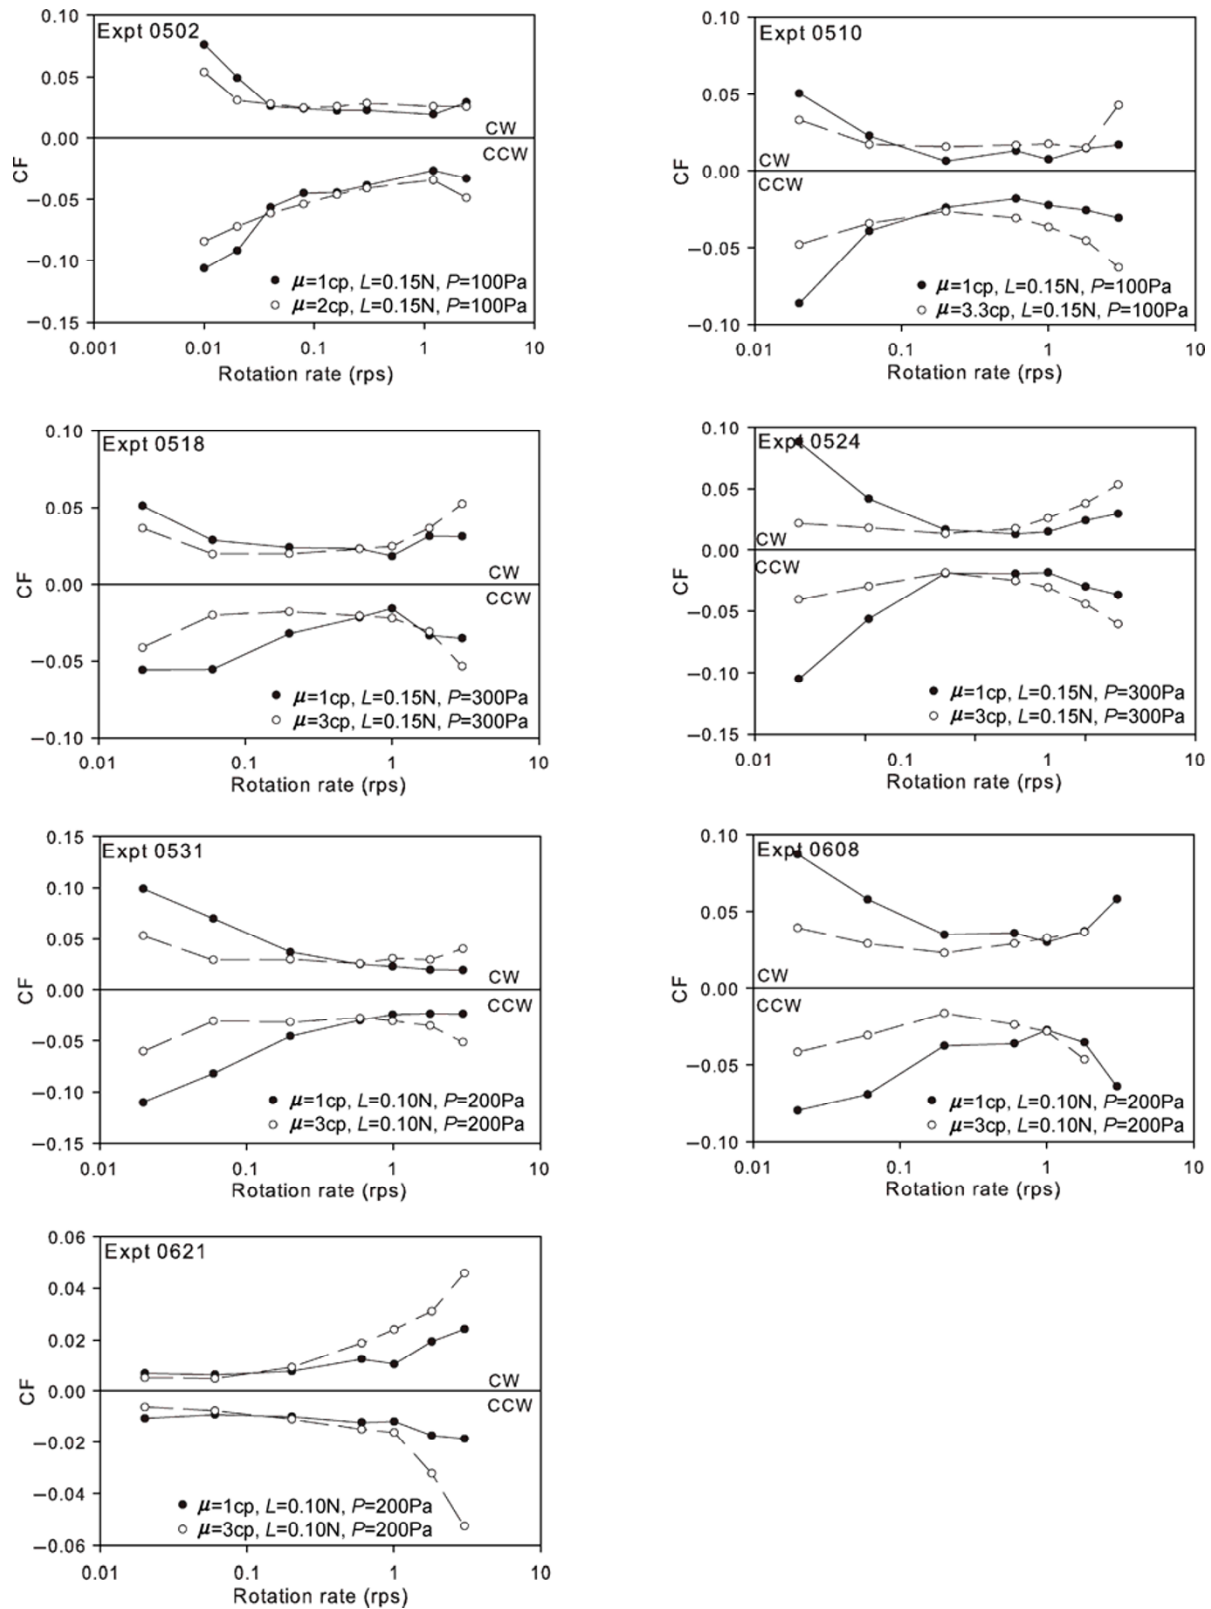 Expt 0502
0.10
0.05
0.00
−0.05
−0.10
−0.15
CF
CW
CCW
μ=1cp, L=0.15N, P=100Pa
μ=2cp, L=0.15N, P=100Pa
0.001 0.01 0.1 1 10
Rotation rate (rps)
Expt 0510
0.10
0.05
0.00
−0.05
−0.10
CF
CW
CCW
μ=1cp, L=0.15N, P=100Pa
μ=3.3cp, L=0.15N, P=100Pa
0.01 0.1 1 10
Rotation rate (rps)
Expt 0518
0.10
0.05
0.00
−0.05
−0.10
CF
CW
CCW
μ=1cp, L=0.15N, P=300Pa
μ=3cp, L=0.15N, P=300Pa
0.01 0.1 1 10
Rotation rate (rps)
Expt 0524
0.10
0.05
0.00
−0.05
−0.10
−0.15
CF
CW
CCW
μ=1cp, L=0.15N, P=300Pa
μ=3cp, L=0.15N, P=300Pa
0.01 0.1 1 10
Rotation rate (rps)
Expt 0531
0.15
0.10
0.05
0.00
−0.05
−0.10
−0.15
CF
CW
CCW
μ=1cp, L=0.10N, P=200Pa
μ=3cp, L=0.10N, P=200Pa
0.01 0.1 1 10
Rotation rate (rps)
Expt 0608
0.10
0.05
0.00
−0.05
−0.10
CF
CW
CCW
μ=1cp, L=0.10N, P=200Pa
μ=3cp, L=0.10N, P=200Pa
0.01 0.1 1 10
Rotation rate (rps)
Expt 0621
0.06
0.04
0.02
0.00
−0.02
−0.04
−0.06
CF
CW
CCW
μ=1cp, L=0.10N, P=200Pa
μ=3cp, L=0.10N, P=200Pa
0.01 0.1 1 10
Rotation rate (rps)